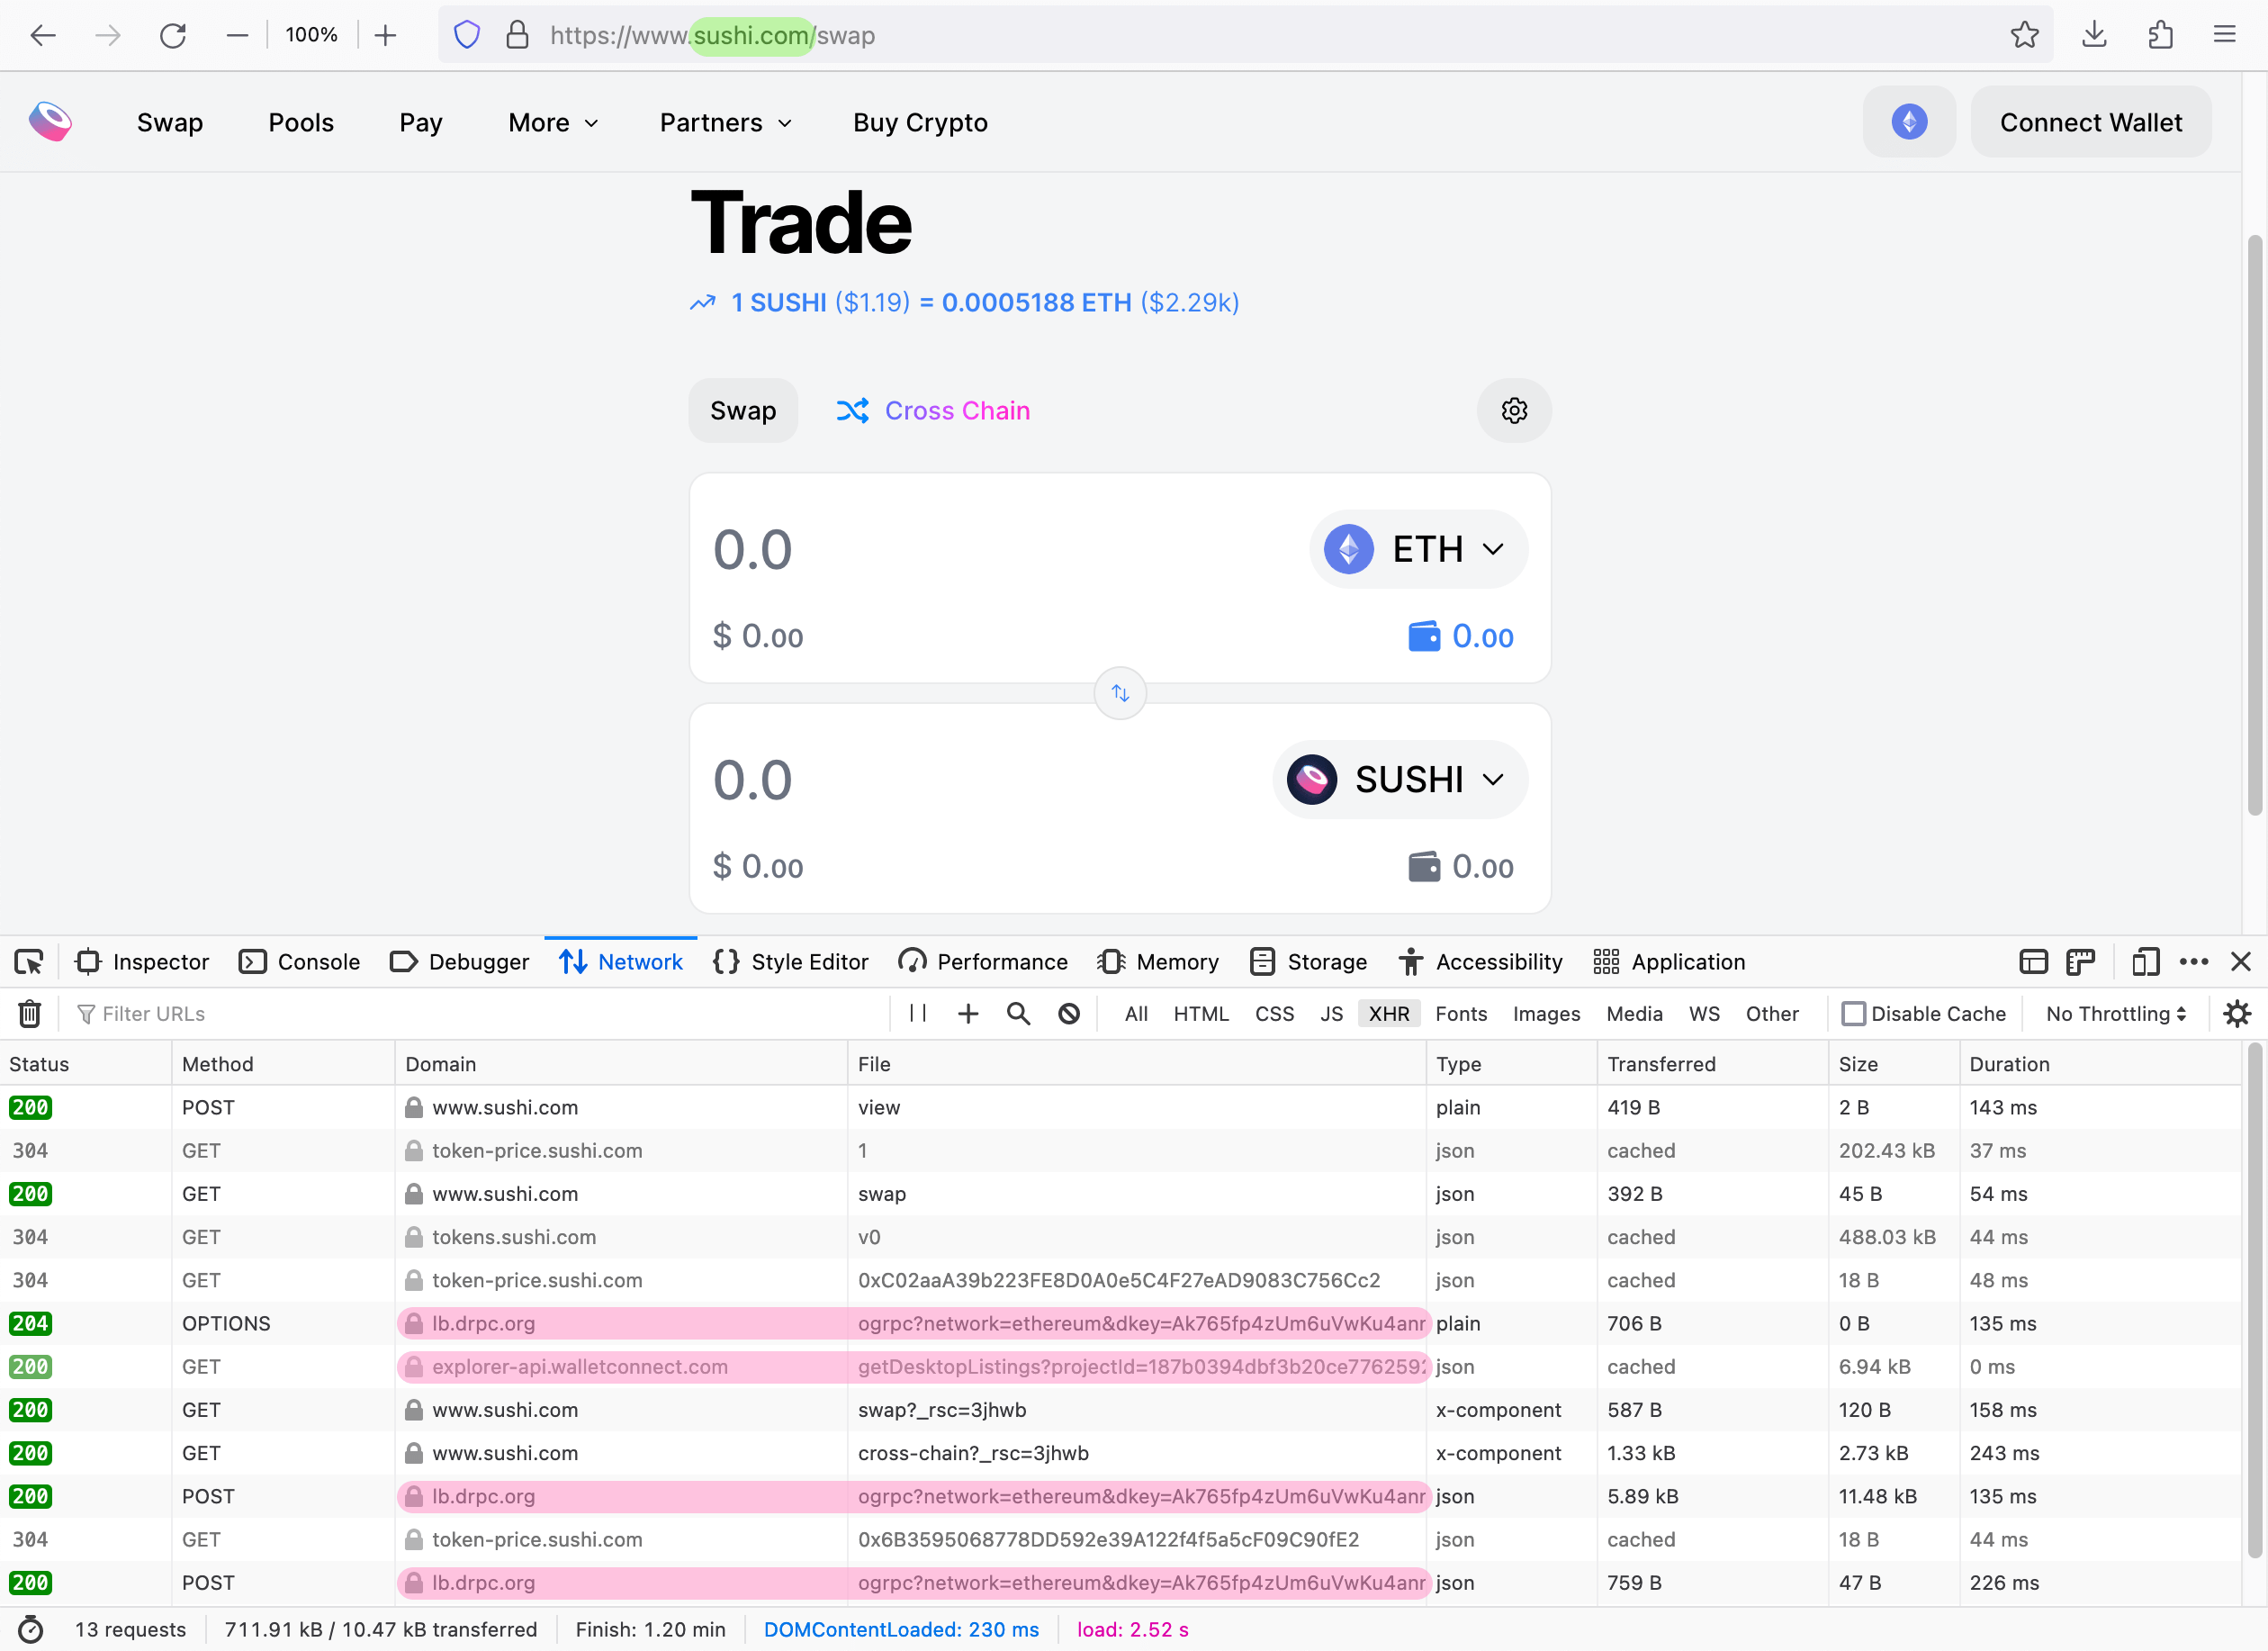 100%
https://www.sushi.com/swap
Swap Pools Pay More Partners Buy Crypto Connect Wallet
Trade
1 SUSHI ($1.19) = 0.0005188 ETH ($2.29k)
Swap Cross Chain
0.0 ETH
$ 0.00 0.00
0.0 SUSHI
$ 0.00 0.00
Inspector Console Debugger Network Style Editor Performance Memory Storage Accessibility Application
Filter URLs All HTML CSS JS XHR Fonts Images Media WS Other Disable Cache No Throttling
Status Method Domain File Type Transferred Size Duration
200 POST www.sushi.com view plain 419 B 2 B 143 ms
304 GET token-price.sushi.com 1 json cached 202.43 kB 37 ms
200 GET www.sushi.com swap json 392 B 45 B 54 ms
304 GET tokens.sushi.com v0 json cached 488.03 kB 44 ms
304 GET token-price.sushi.com 0xC02aaA39b223FE8D0A0e5C4F27eAD9083C756Cc2 json cached 18 B 48 ms
204 OPTIONS lb.drpc.org ogrpc?network=ethereum&dkey=Ak765fp4zUm6uVwKu4anr plain 706 B 0 B 135 ms
200 GET explorer-api.walletconnect.com getDesktopListings?projectId=187b0394dbf3b20ce7762592 json cached 6.94 kB 0 ms
200 GET www.sushi.com swap?_rsc=3jhwb x-component 587 B 120 B 158 ms
200 GET www.sushi.com cross-chain?_rsc=3jhwb x-component 1.33 kB 2.73 kB 243 ms
200 POST lb.drpc.org ogrpc?network=ethereum&dkey=Ak765fp4zUm6uVwKu4anr json 5.89 kB 11.48 kB 135 ms
304 GET token-price.sushi.com 0x6B3595068778DD592e39A122f4f5a5cF09C90fE2 json cached 18 B 44 ms
200 POST lb.drpc.org ogrpc?network=ethereum&dkey=Ak765fp4zUm6uVwKu4anr json 759 B 47 B 226 ms
13 requests 711.91 kB / 10.47 kB transferred Finish: 1.20 min DOMContentLoaded: 230 ms load: 2.52 s